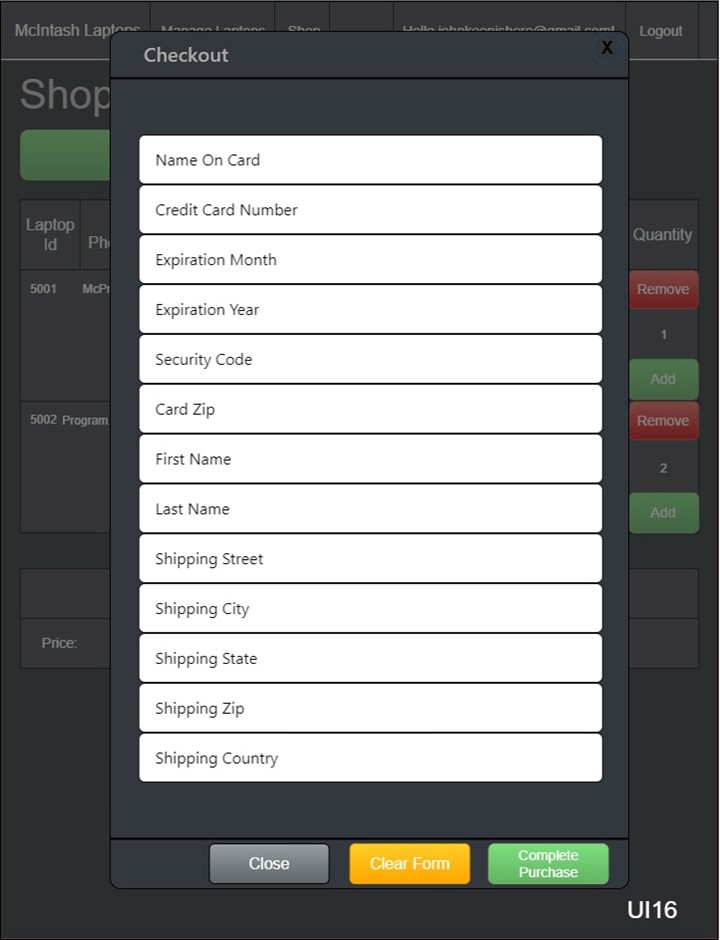 McIntash Laptops
Manage Laptops
Shop
Hello johnkoenishere@gmail.com!
Logout
Checkout
X
Shop
Laptop
Id
Quantity
Name On Card
Credit Card Number
Expiration Month
Expiration Year
Security Code
Card Zip
First Name
Last Name
Shipping Street
Shipping City
Shipping State
Shipping Zip
Shipping Country
5001
Remove
1
Add
5002 Program
Remove
2
Add
Price:
Close
Clear Form
Complete
Purchase
UI16